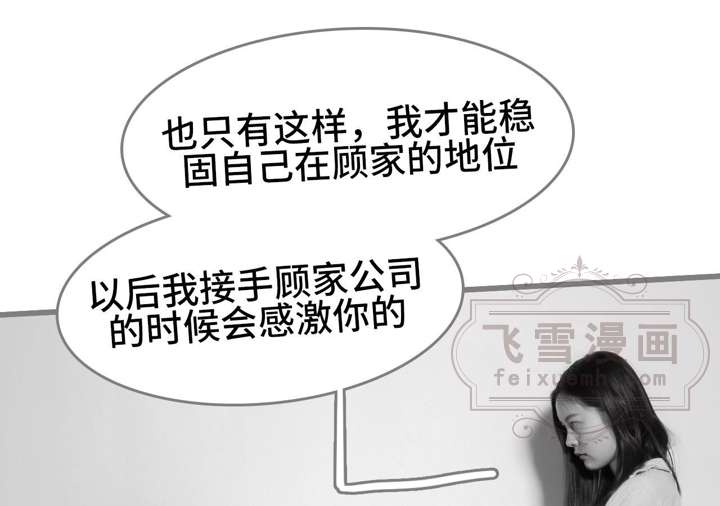 也只有这样，我才能稳
固自己在顾家的地位
以后我接手顾家公司
的时候会感激你的
飞雪漫画
feixuemh.com